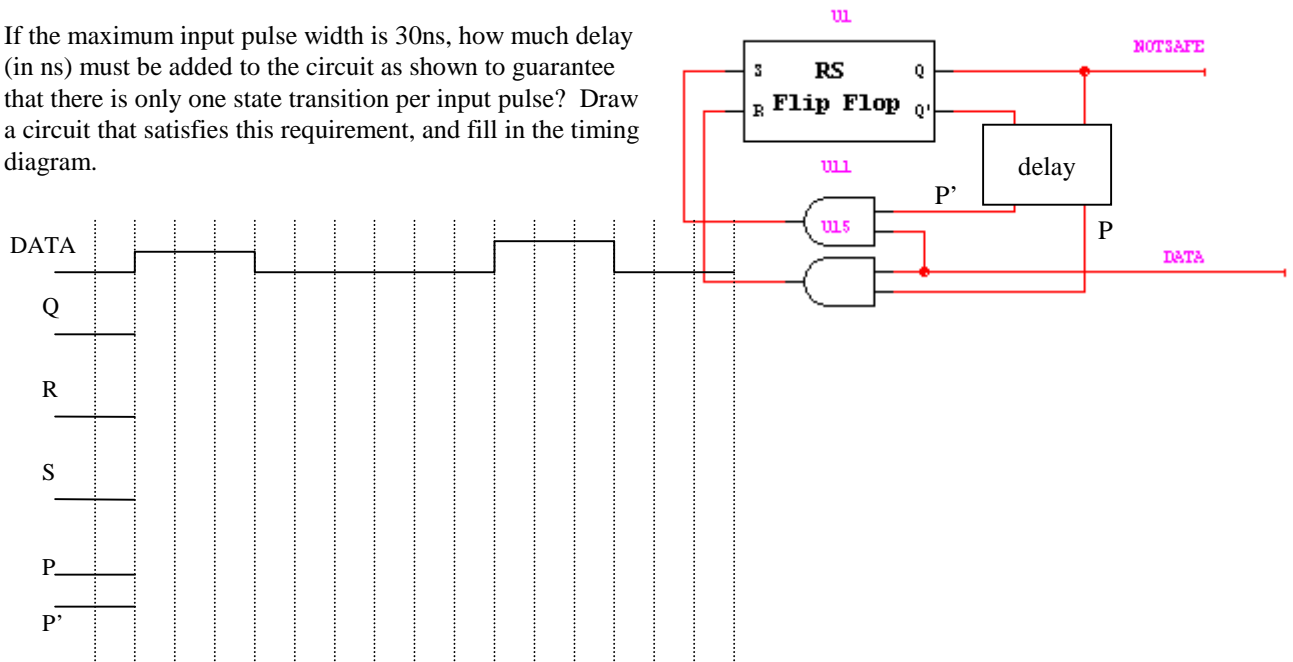 If the maximum input pulse width is 30ns, how much delay
(in ns) must be added to the circuit as shown to guarantee
that there is only one state transition per input pulse? Draw
a circuit that satisfies this requirement, and fill in the timing
diagram.
U1
NOTSAFE
S RS Q
R Flip Flop Q'
U11
delay
P’
U15
P
DATA
DATA
Q
R
S
P
P’